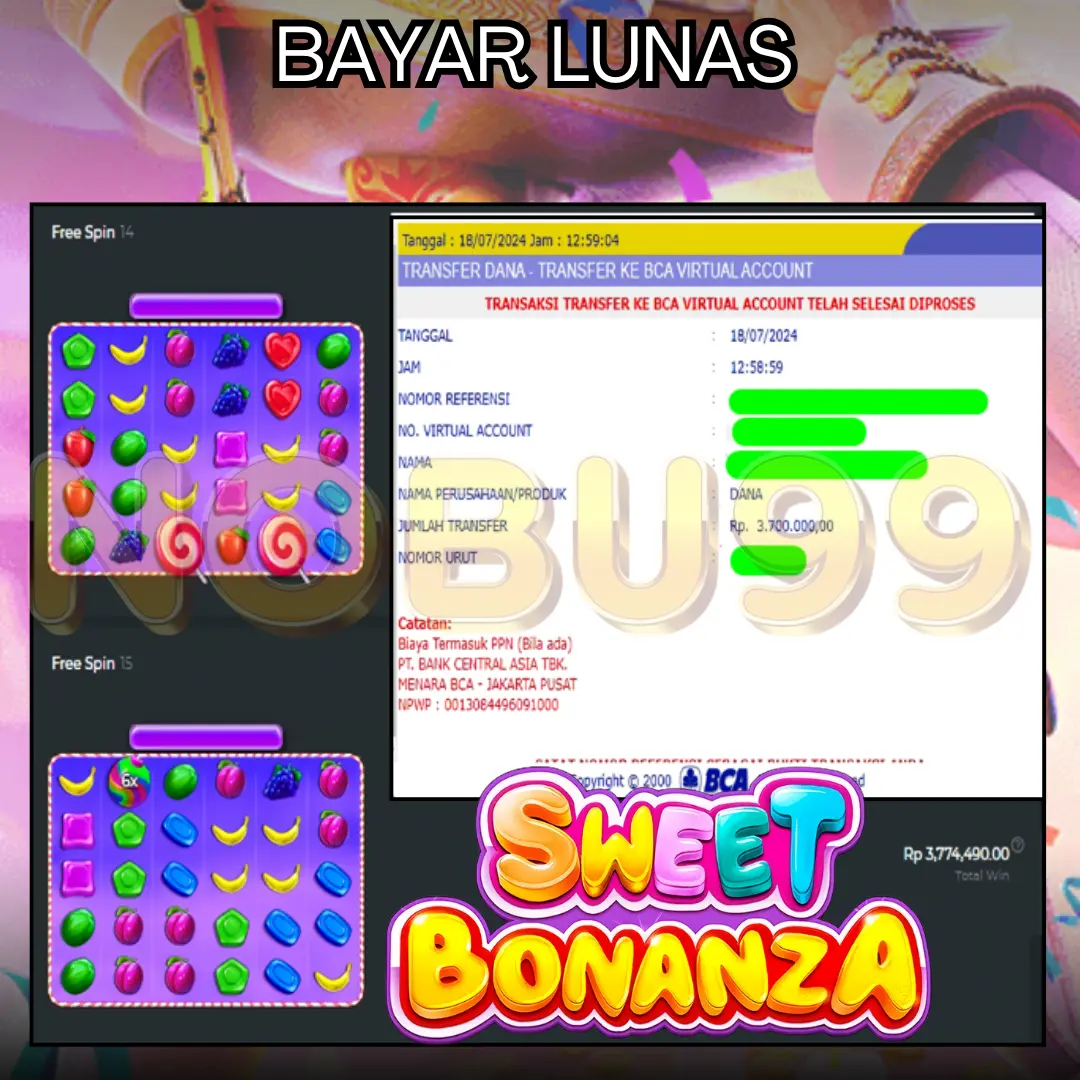 BAYAR LUNAS
Free Spin 14
Tanggal : 18/07/2024 Jam : 12:59:04
TRANSFER DANA - TRANSFER KE BCA VIRTUAL ACCOUNT
TRANSAKSI TRANSFER KE BCA VIRTUAL ACCOUNT TELAH SELESAI DIPROSES
TANGGAL : 18/07/2024
JAM : 12:58:59
NOMOR REFERENSI :
NO. VIRTUAL ACCOUNT :
NAMA :
NAMA PERUSAHAAN/PRODUK : DANA
JUMLAH TRANSFER : Rp. 3.700.000,00
NOMOR URUT :
NOBU99
Catatan:
Biaya Termasuk PPN (Bila ada)
PT. BANK CENTRAL ASIA TBK.
MENARA BCA - JAKARTA PUSAT
NPWP : 0013084496091000
Free Spin 15
6x
2000 BCA
SWEET
BONANZA
Rp 3,774,490.00
Total Win